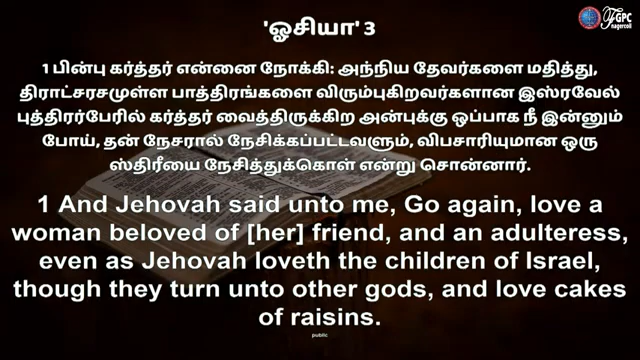 'ஓசியா' 3
GPC
nagercoil
1 பின்பு கர்த்தர் என்னை நோக்கி: அந்நிய தேவர்களை மதித்து,
திராட்சரசமுள்ள பாத்திரங்களை விரும்புகிறவர்களான இஸ்ரவேல்
புத்திரர்பேரில் கர்த்தர் வைத்திருக்கிற அன்புக்கு ஒப்பாக நீ இன்னும்
போய், தன் நேசரால் நேசிக்கப்பட்டவளும், விபசாரியுமான ஒரு
ஸ்திரீயை நேசித்துக்கொள் என்று சொன்னார்.
1 And Jehovah said unto me, Go again, love a
woman beloved of [her] friend, and an adulteress,
even as Jehovah loveth the children of Israel,
though they turn unto other gods, and love cakes
of raisins.
public